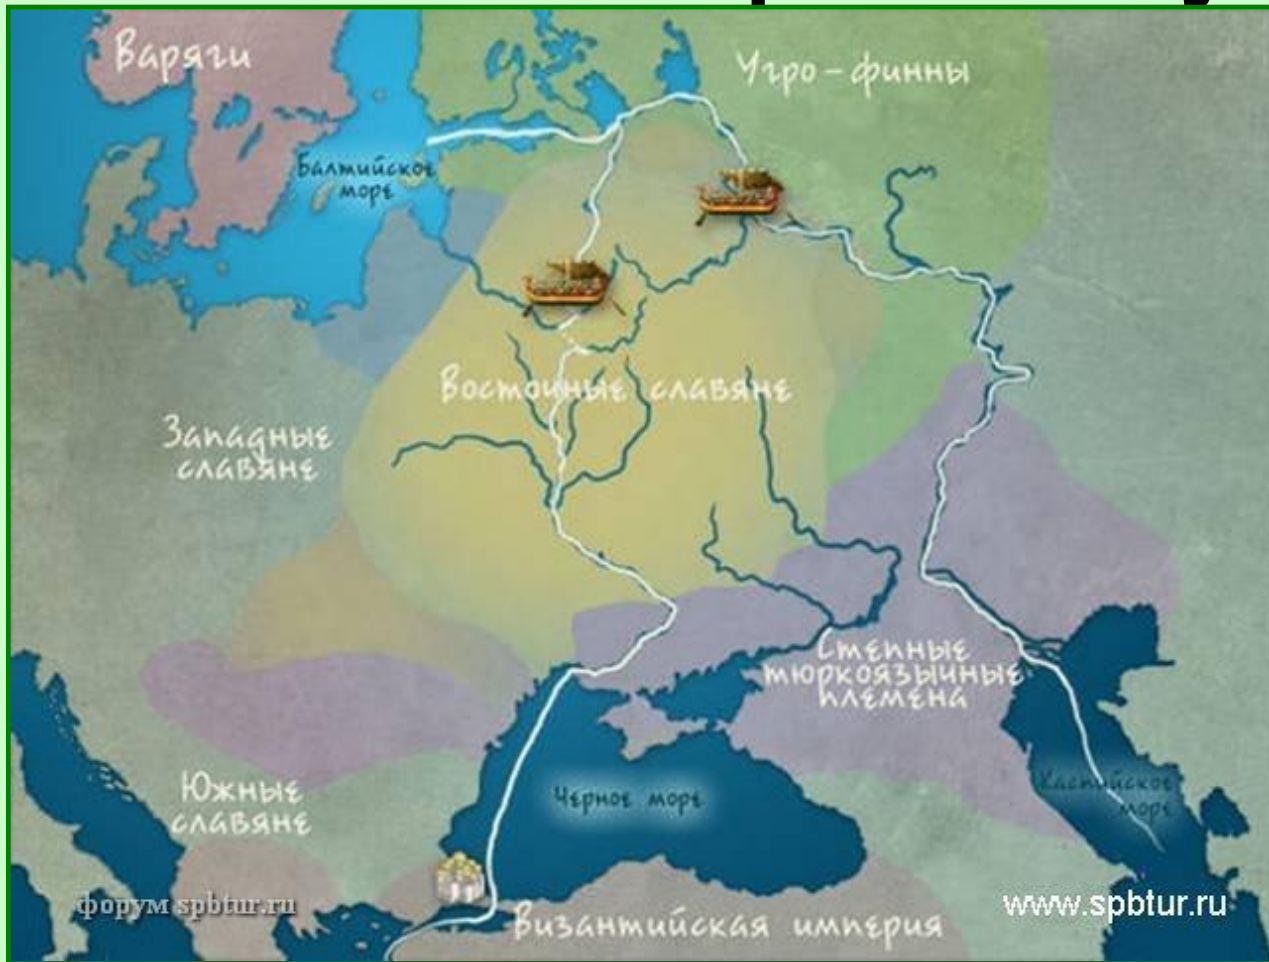 Варяги
Угро-финны
Балтийское
море
Восточные славяне
Западные
славяне
Степные
тюркоязычные
племена
Южные
славяне
Черное море
Каспийское
море
форум spbtur.ru
www.spbtur.ru
Византийская империя